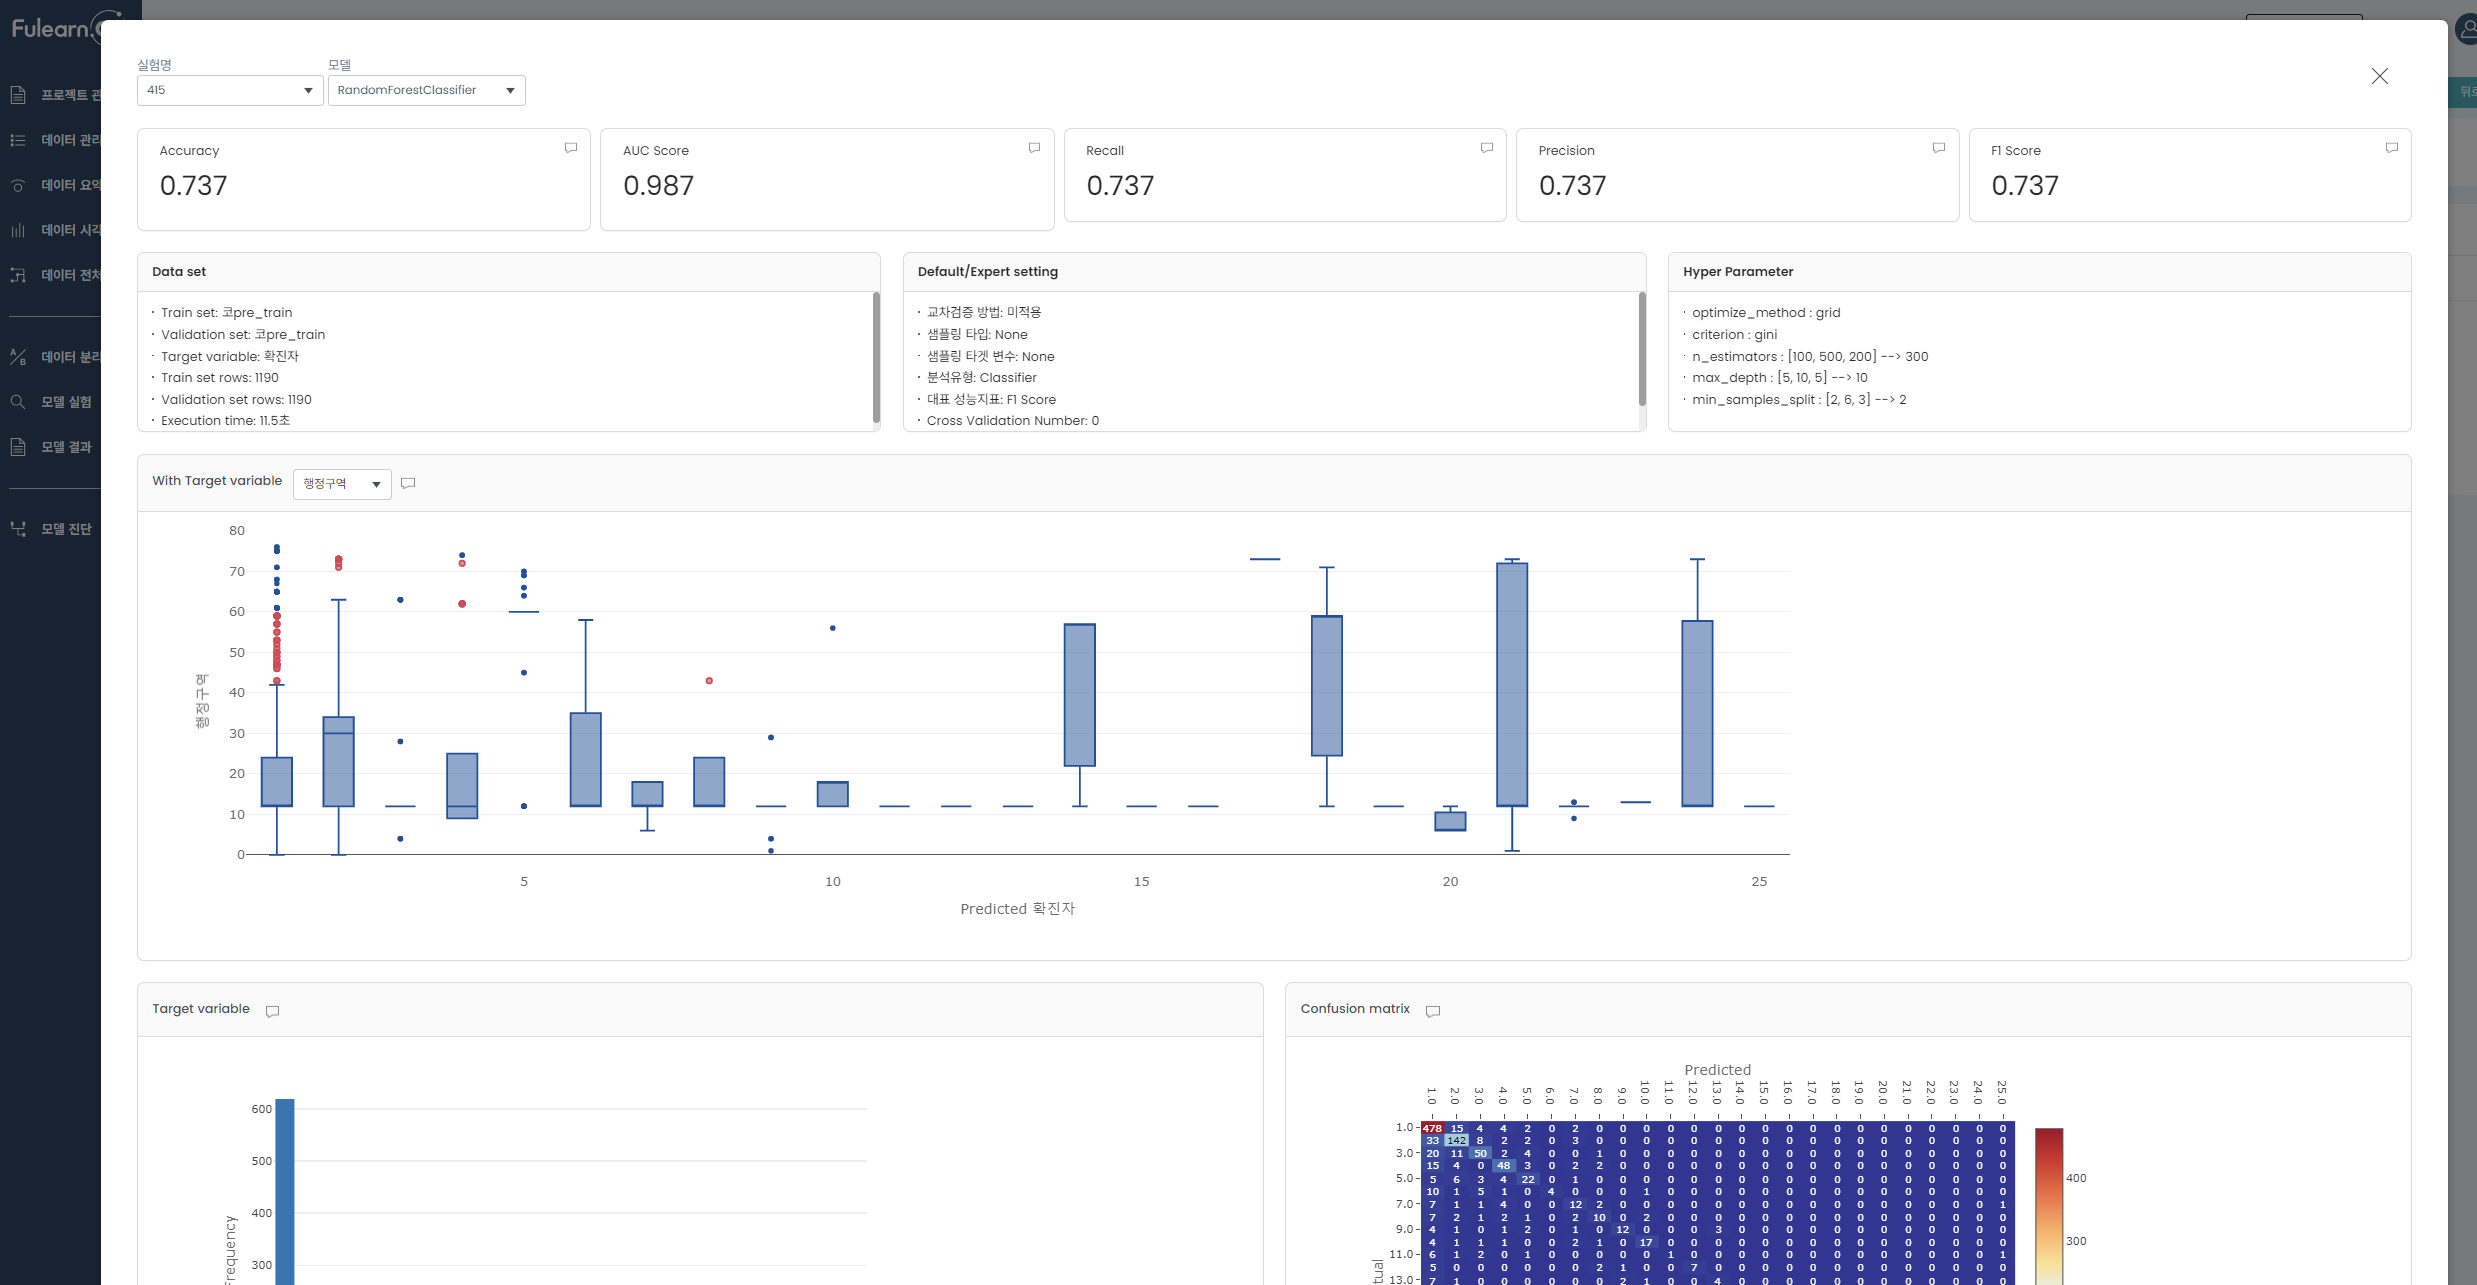 Fulearn.
실험명
모델
415
RandomForestClassifier
뒤로
프로젝트 관
데이터 관리
데이터 요약
데이터 시각
데이터 전처
데이터 분리
모델 실험
모델 결과
모델 진단
Accuracy
0.737
AUC Score
0.987
Recall
0.737
Precision
0.737
F1 Score
0.737
Data set
· Train set: 코pre_train
· Validation set: 코pre_train
· Target variable: 확진자
· Train set rows: 1190
· Validation set rows: 1190
· Execution time: 11.5초
Default/Expert setting
· 교차검증 방법: 미적용
· 샘플링 타입: None
· 샘플링 타겟 변수: None
· 분석유형: Classifier
· 대표 성능지표: F1 Score
· Cross Validation Number: 0
Hyper Parameter
· optimize_method : grid
· criterion : gini
· n_estimators : [100, 500, 200] --> 300
· max_depth : [5, 10, 5] --> 10
· min_samples_split : [2, 6, 3] --> 2
With Target variable
행정구역
80
70
60
50
40
30
20
10
0
행정구역
5 10 15 20 25
Predicted 확진자
Target variable
600
500
400
300
Frequency
Confusion matrix
Predicted
1.0 2.0 3.0 4.0 5.0 6.0 7.0 8.0 9.0 10.0 11.0 12.0 13.0 14.0 15.0 16.0 17.0 18.0 19.0 20.0 21.0 22.0 23.0 24.0 25.0
1.0 478 15 4 4 2 0 2 0 0 0 0 0 0 0 0 0 0 0 0 0 0 0 0 0 0
33 142 8 2 2 0 3 0 0 0 0 0 0 0 0 0 0 0 0 0 0 0 0 0 0
3.0 20 11 50 2 4 0 0 1 0 0 0 0 0 0 0 0 0 0 0 0 0 0 0 0 0
15 4 0 48 3 0 2 2 0 0 0 0 0 0 0 0 0 0 0 0 0 0 0 0 0
5.0 5 6 3 4 22 0 1 0 0 0 0 0 0 0 0 0 0 0 0 0 0 0 0 0 0
10 1 5 1 0 4 0 0 0 1 0 0 0 0 0 0 0 0 0 0 0 0 0 0 0
7.0 7 1 1 4 0 0 12 2 0 0 0 0 0 0 0 0 0 0 0 0 0 0 0 0 1
7 2 1 2 1 0 2 10 0 2 0 0 0 0 0 0 0 0 0 0 0 0 0 0 0
9.0 4 1 0 1 2 0 1 0 12 0 0 0 3 0 0 0 0 0 0 0 0 0 0 0 0
4 1 1 1 0 0 2 1 0 17 0 0 0 0 0 0 0 0 0 0 0 0 0 0 0
11.0 6 1 2 0 1 0 0 0 0 0 1 0 0 0 0 0 0 0 0 0 0 0 0 0 1
5 0 0 0 0 0 0 2 1 0 0 7 0 0 0 0 0 0 0 0 0 0 0 0 0
13.0 7 1 0 0 0 0 0 0 2 1 0 0 4 0 0 0 0 0 0 0 0 0 0 0 0
tual
400
300